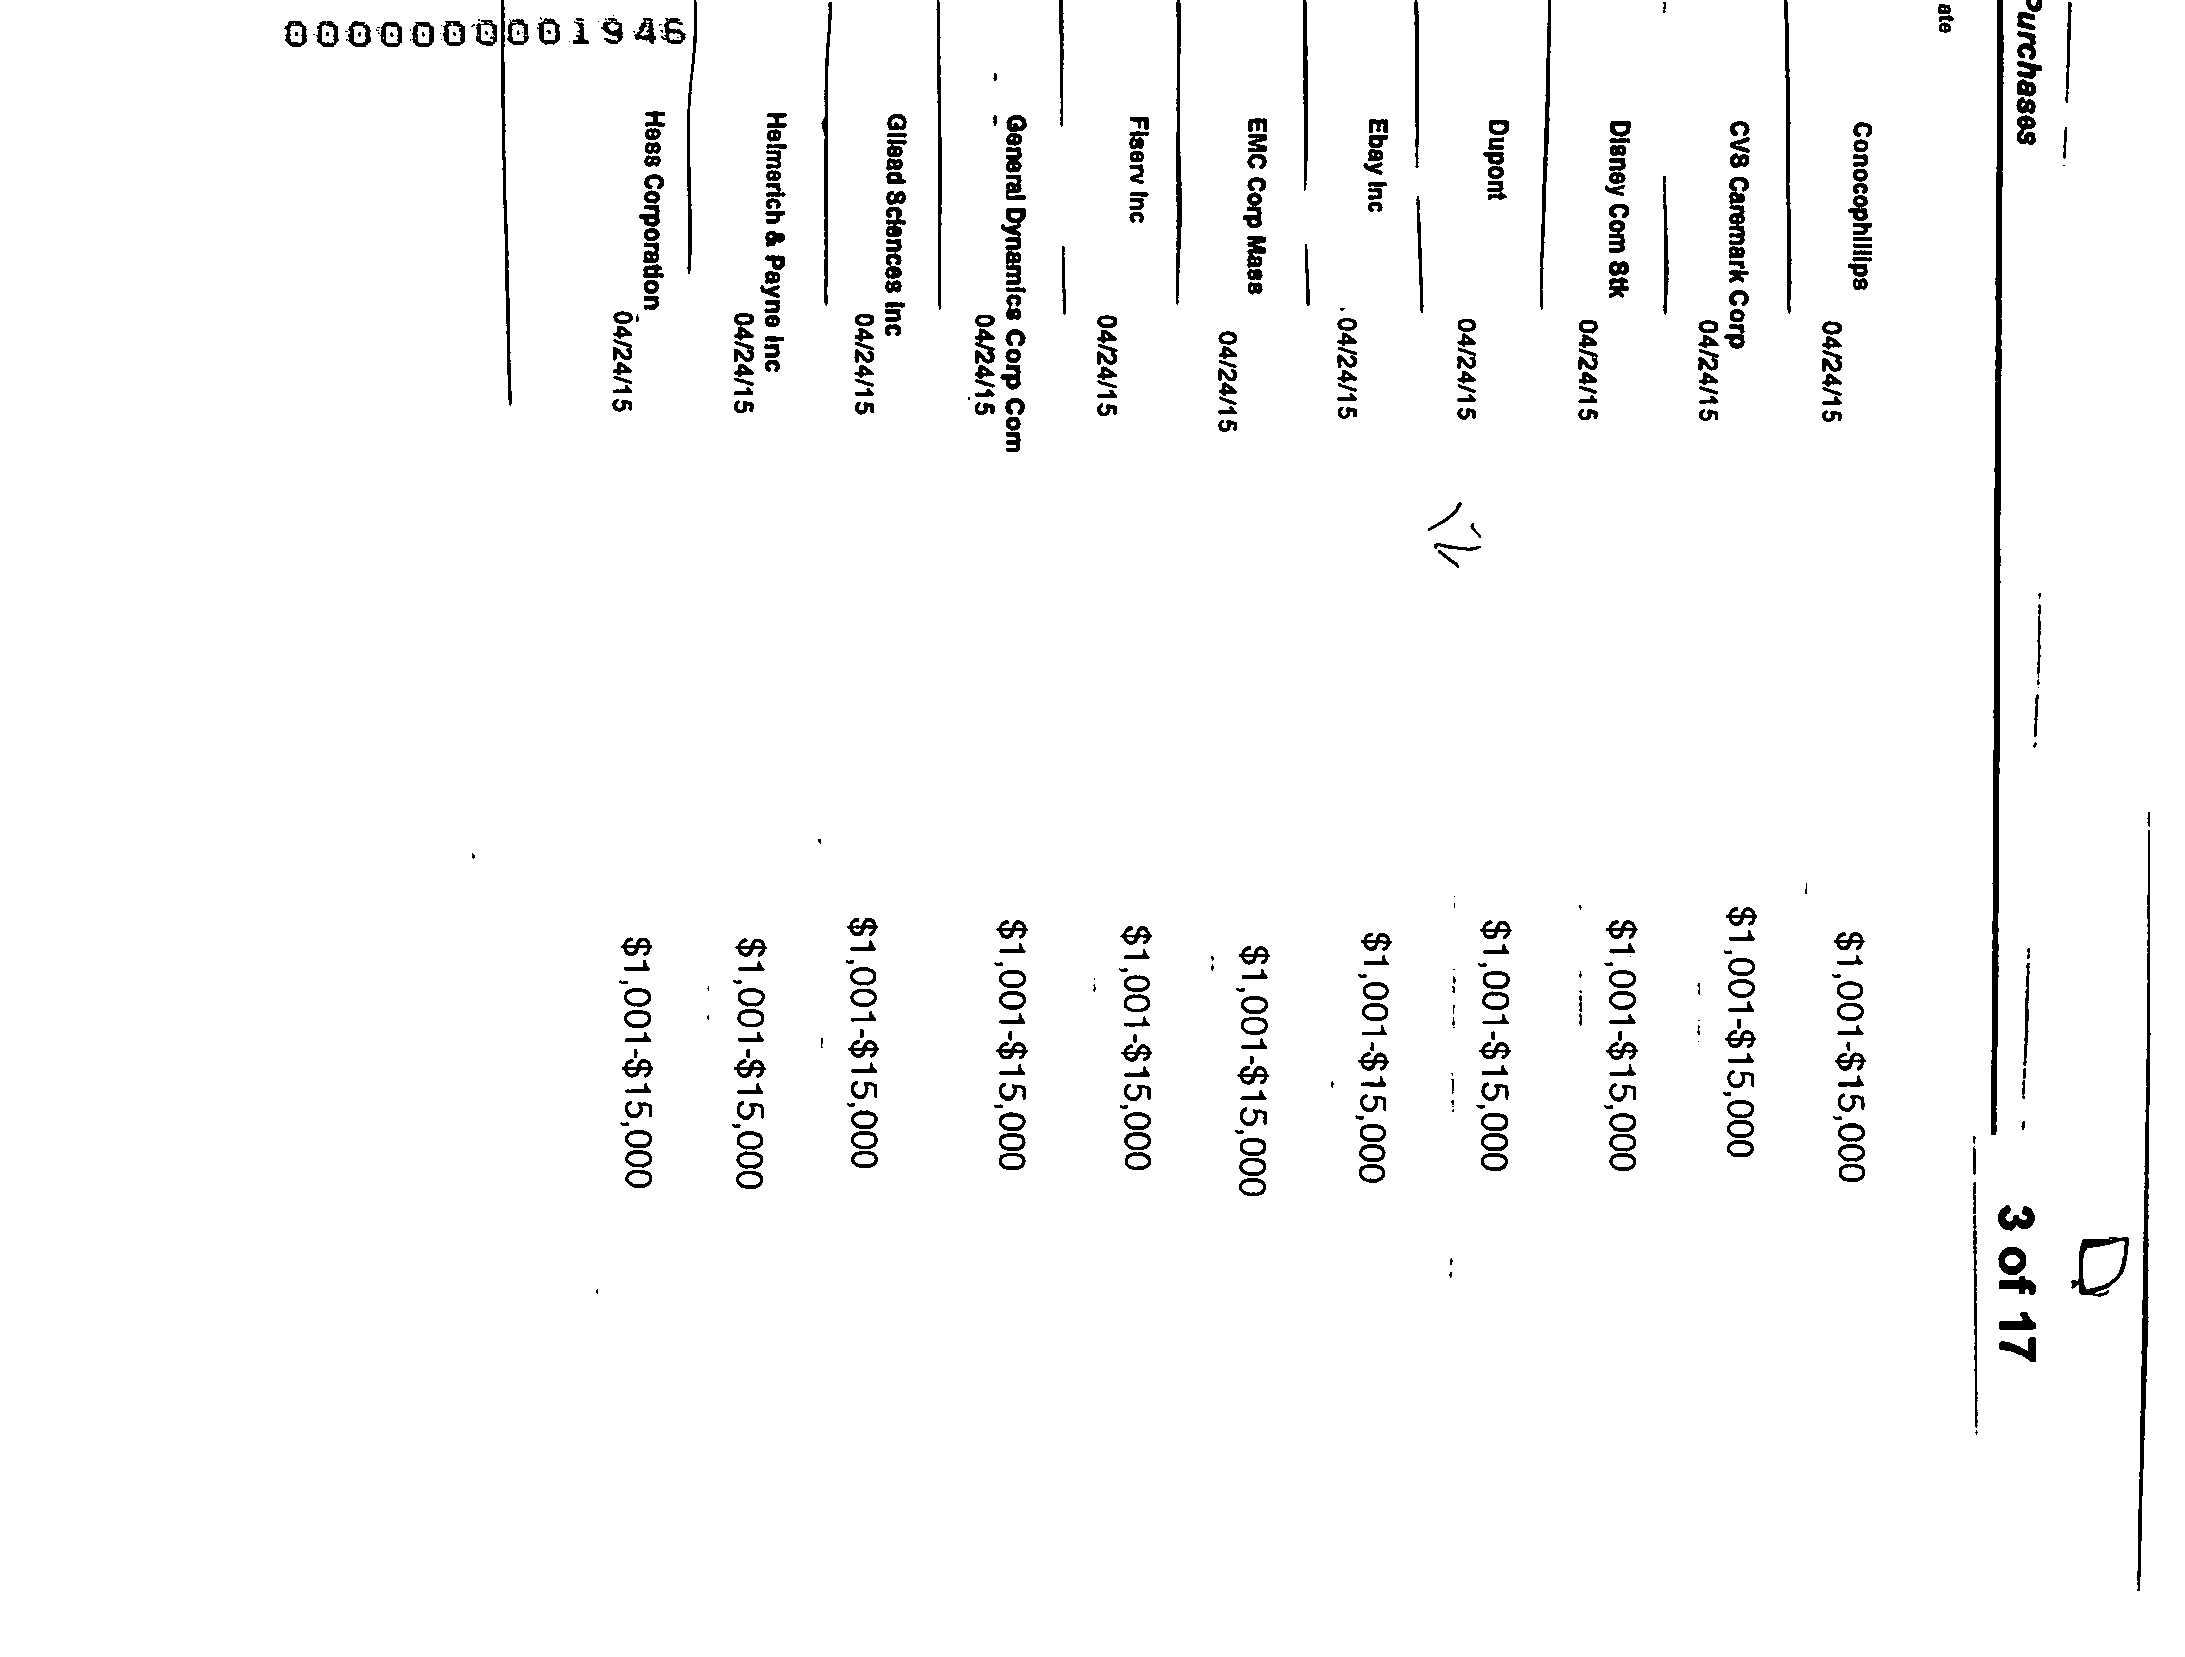 Purchases
3 of 17
ate
Conocophillips
04/24/15 $1,001-$15,000
CVS Caremark Corp
04/24/15 $1,001-$15,000
Disney Com Stk
04/24/15 $1,001-$15,000
Dupont
04/24/15 $1,001-$15,000
Ebay Inc
04/24/15 $1,001-$15,000
EMC Corp Mass
04/24/15 $1,001-$15,000
Fiserv Inc
04/24/15 $1,001-$15,000
General Dynamics Corp Com
04/24/15 $1,001-$15,000
Gilead Sciences Inc
04/24/15 $1,001-$15,000
Helmerich & Payne Inc
04/24/15 $1,001-$15,000
Hess Corporation
04/24/15 $1,001-$15,000
0000000001946